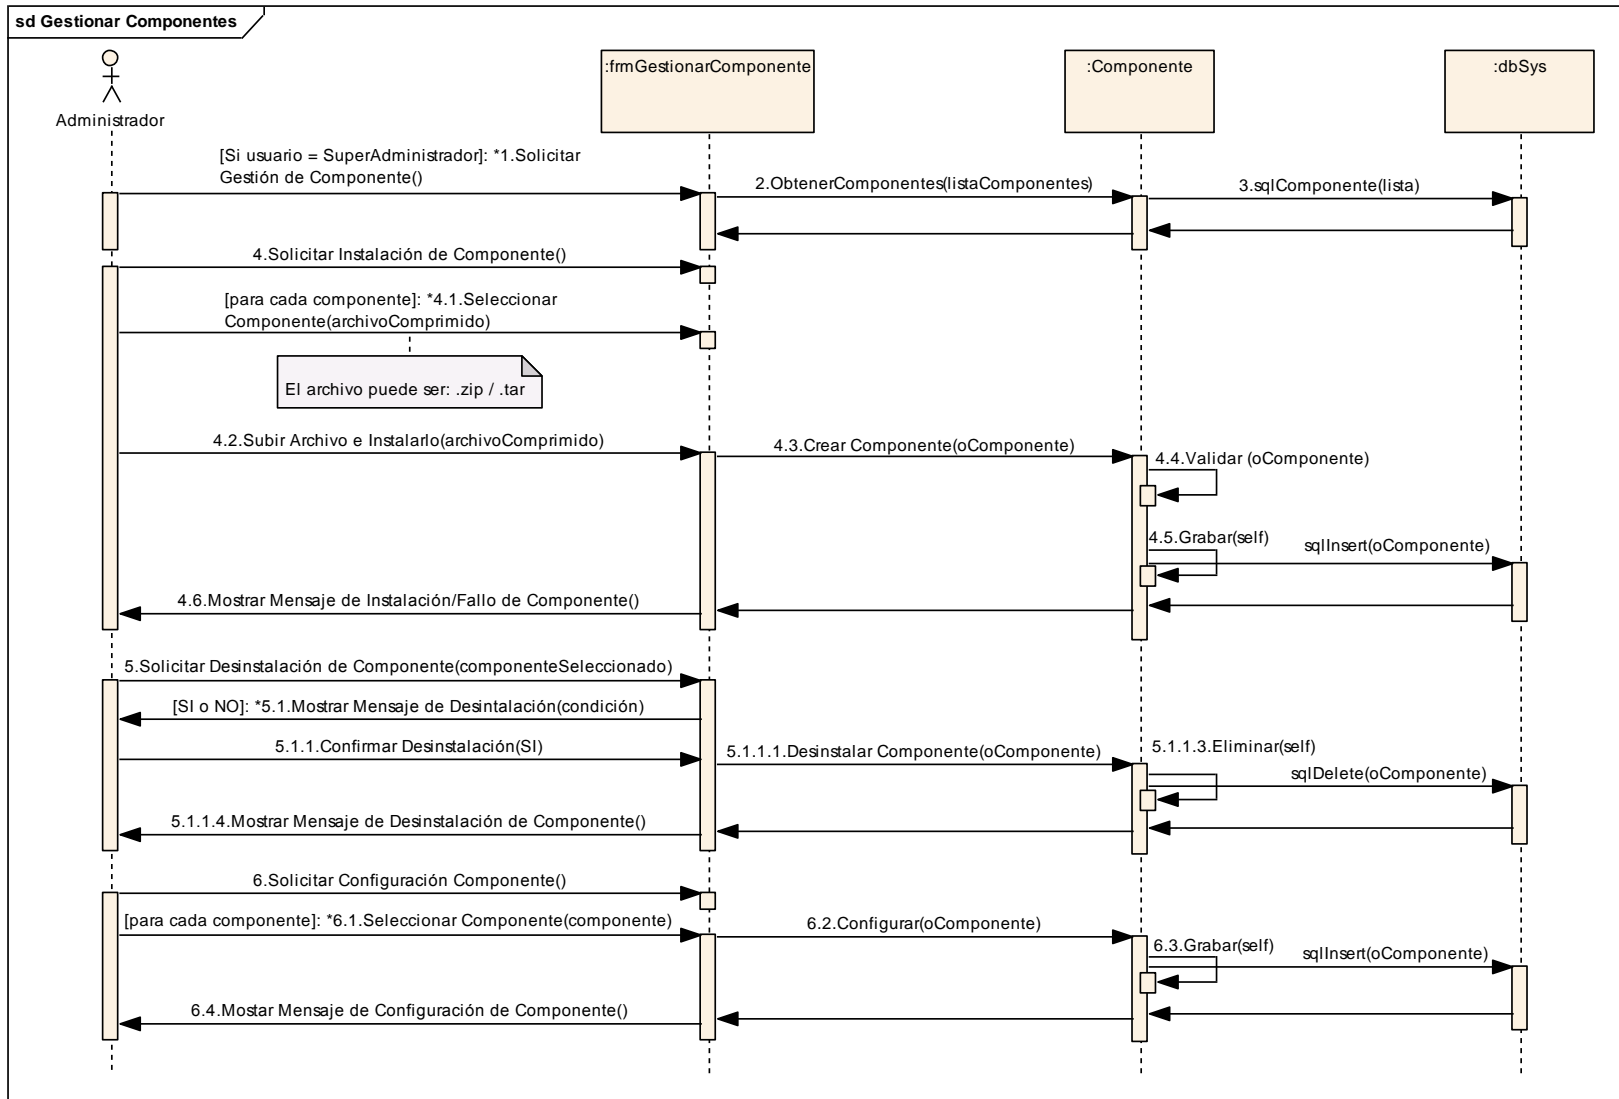 sd Gestionar Componentes
Administrador
:frmGestionarComponente
:Componente
:dbSys
[Si usuario = SuperAdministrador]: *1.Solicitar
Gestión de Componente()
2.ObtenerComponentes(listaComponentes)
3.sqlComponente(lista)
4.Solicitar Instalación de Componente()
[para cada componente]: *4.1.Seleccionar
Componente(archivoComprimido)
El archivo puede ser: .zip / .tar
4.2.Subir Archivo e Instalarlo(archivoComprimido)
4.3.Crear Componente(oComponente)
4.4.Validar (oComponente)
4.5.Grabar(self)
sqlInsert(oComponente)
4.6.Mostrar Mensaje de Instalación/Fallo de Componente()
5.Solicitar Desinstalación de Componente(componenteSeleccionado)
[SI o NO]: *5.1.Mostrar Mensaje de Desintalación(condición)
5.1.1.Confirmar Desinstalación(SI)
5.1.1.1.Desinstalar Componente(oComponente)
5.1.1.3.Eliminar(self)
sqlDelete(oComponente)
5.1.1.4.Mostrar Mensaje de Desinstalación de Componente()
6.Solicitar Configuración Componente()
[para cada componente]: *6.1.Seleccionar Componente(componente)
6.2.Configurar(oComponente)
6.3.Grabar(self)
sqlInsert(oComponente)
6.4.Mostar Mensaje de Configuración de Componente()